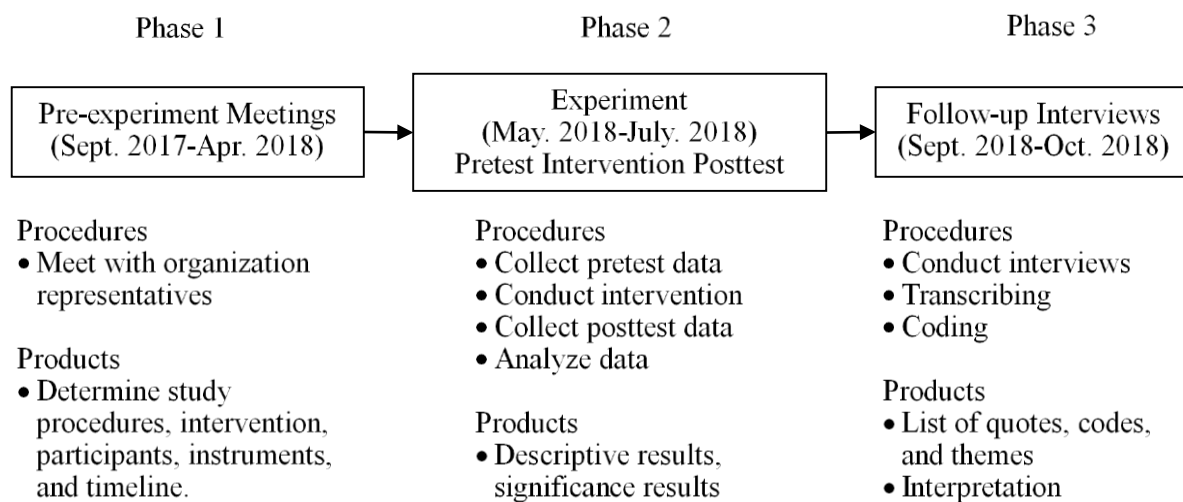 Phase 1
Pre-experiment Meetings
(Sept. 2017-Apr. 2018)
Procedures
• Meet with organization
representatives
Products
• Determine study
procedures, intervention,
participants, instruments,
and timeline.
Phase 2
Experiment
(May. 2018-July. 2018)
Pretest Intervention Posttest
Procedures
• Collect pretest data
• Conduct intervention
• Collect posttest data
• Analyze data
Products
• Descriptive results,
significance results
Phase 3
Follow-up Interviews
(Sept. 2018-Oct. 2018)
Procedures
• Conduct interviews
• Transcribing
• Coding
Products
• List of quotes, codes,
and themes
• Interpretation